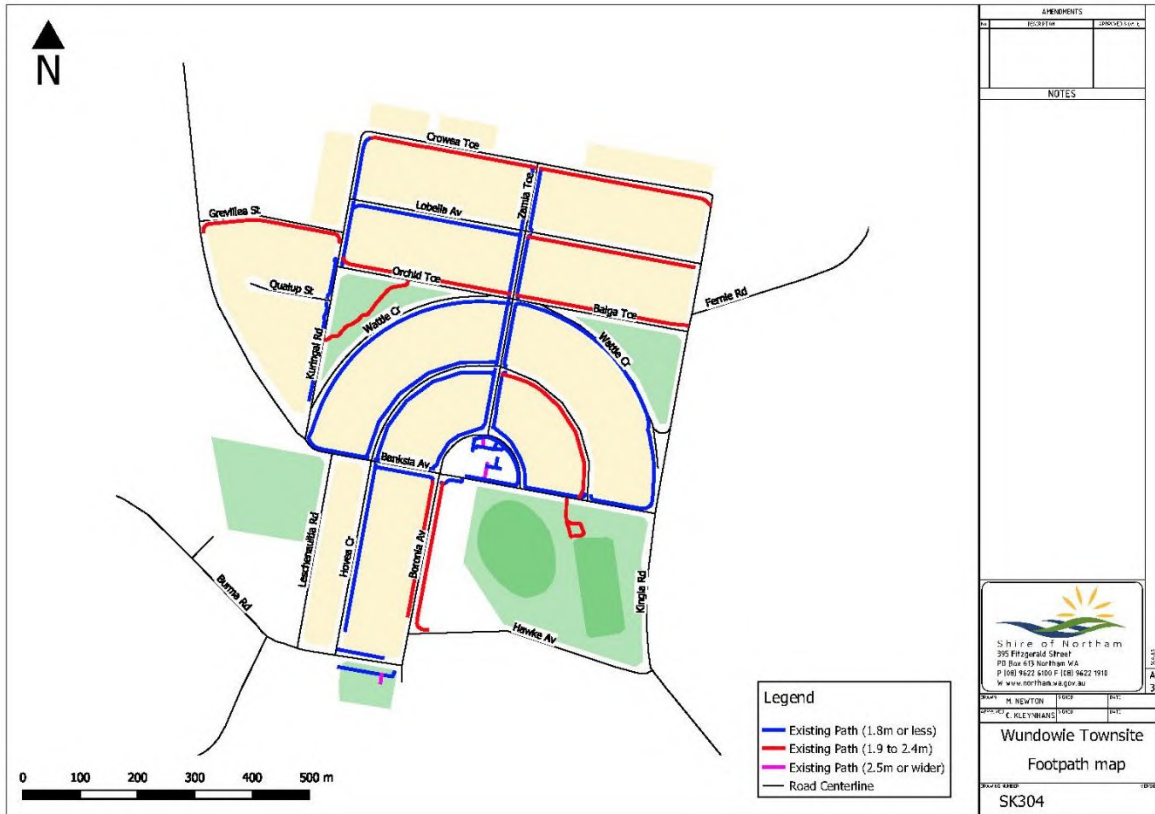 N
Crowea Tce
Zamia Tce
Lobelia Av
Grevillea St
Orchid Tce
Qualup St
Balga Tce
Fernie Rd
Wattle Cr
Wattle Cr
Kuringal Rd
Banksia Av
Leschenaultia Rd
Hovea Cr
Boronia Av
Burma Rd
Kingia Rd
Hawke Av
0 100 200 300 400 500 m
Legend
Existing Path (1.8m or less)
Existing Path (1.9 to 2.4m)
Existing Path (2.5m or wider)
Road Centerline
AMENDMENTS
DESCRIPTION
NOTES
Shire of Northam
395 Fitzgerald Street
PO Box 613 Northam WA
P (08) 9622 6100 F (08) 9622 1910
W www.northam.wa.gov.au
M. NEWTON
C. KLEYNHANS
Wundowie Townsite
Footpath map
DRAWING NUMBER
SK304